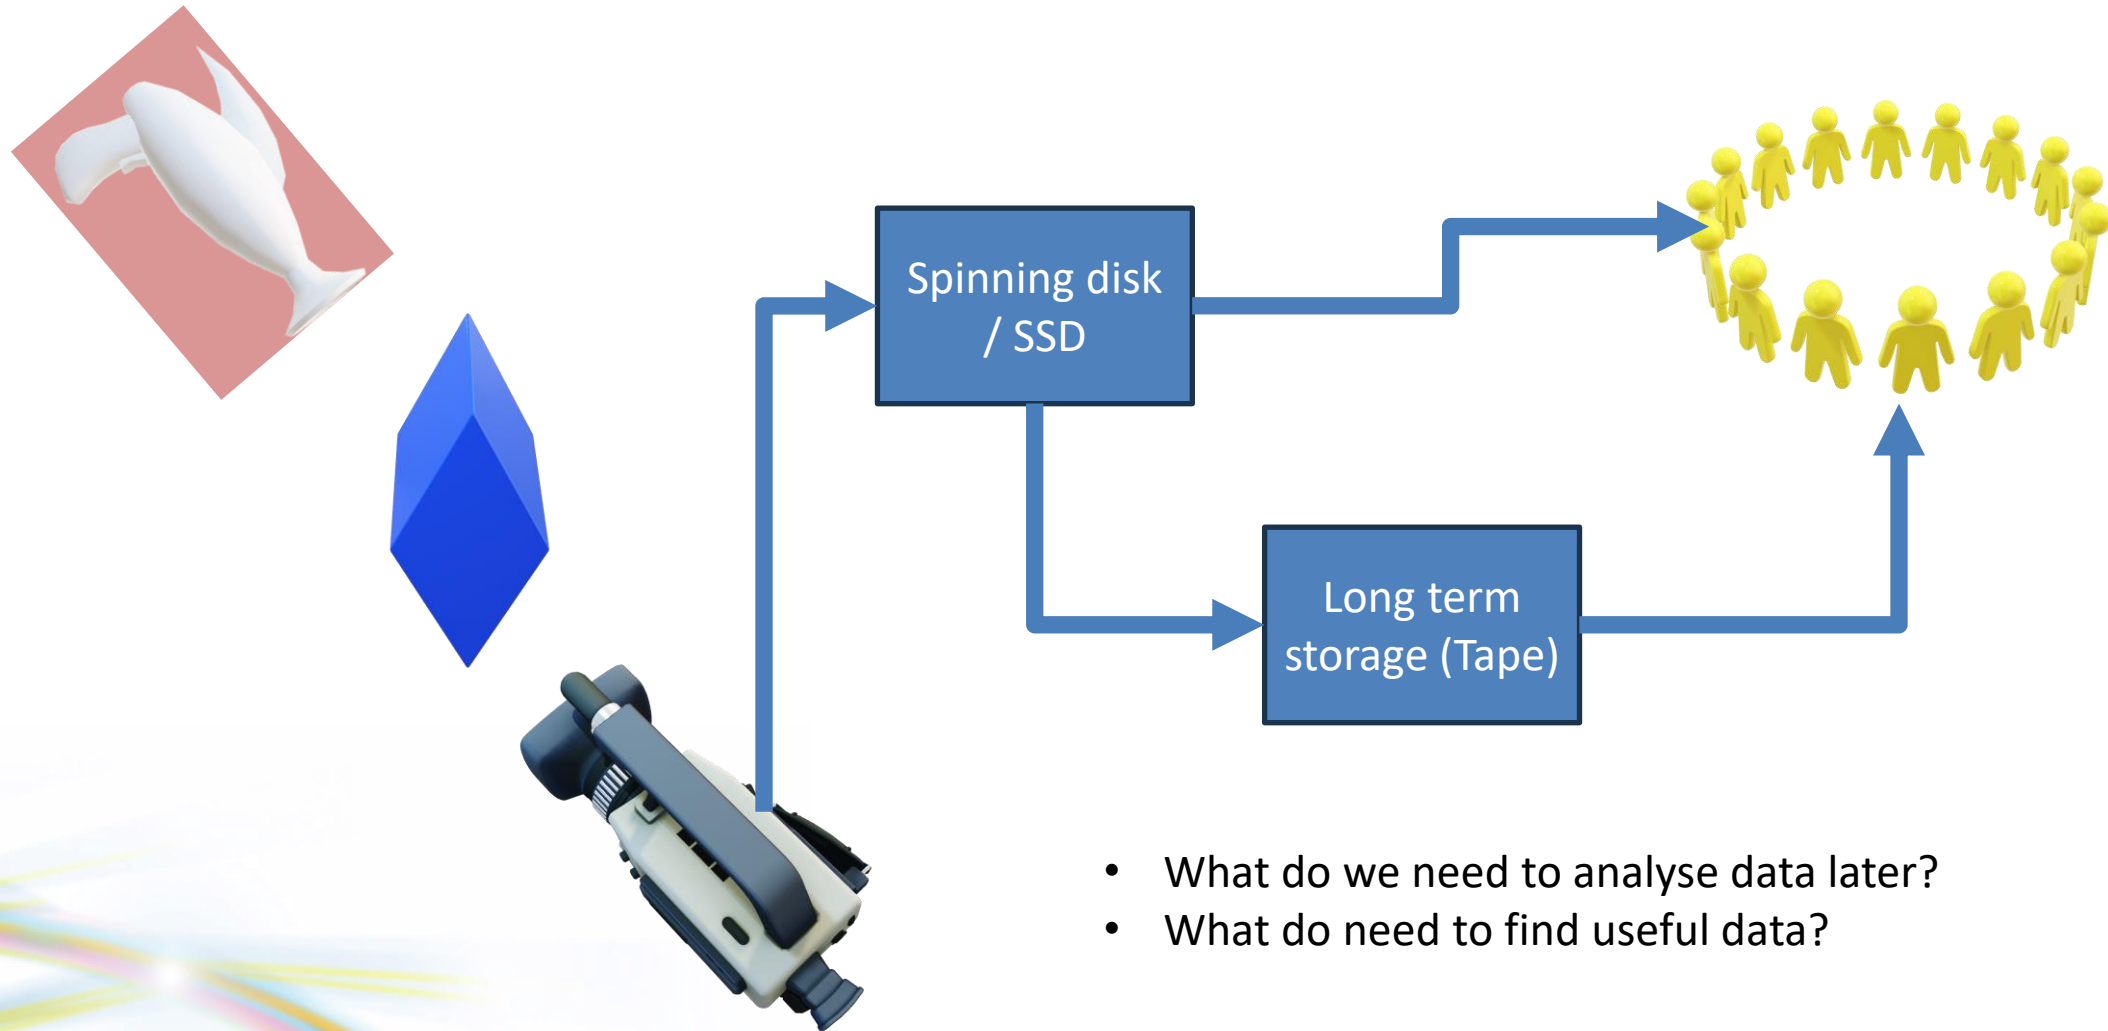 Spinning disk
/ SSD
Long term
storage (Tape)
• What do we need to analyse data later?
• What do need to find useful data?